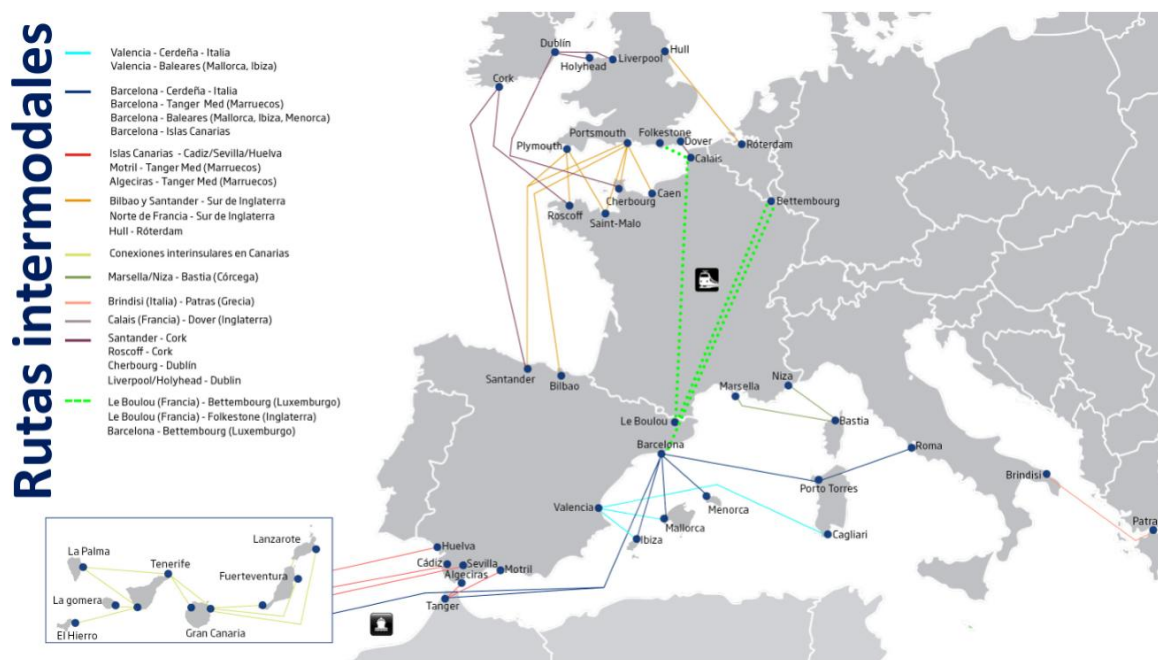 Rutas intermodales
Valencia - Cerdeña - Italia
Valencia - Baleares (Mallorca, Ibiza)
Barcelona - Cerdeña - Italia
Barcelona - Tanger Med (Marruecos)
Barcelona - Baleares (Mallorca, Ibiza, Menorca)
Barcelona - Islas Canarias
Islas Canarias - Cadiz/Sevilla/Huelva
Motril - Tanger Med (Marruecos)
Algeciras - Tanger Med (Marruecos)
Bilbao y Santander - Sur de Inglaterra
Norte de Francia - Sur de Inglaterra
Hull - Róterdam
Conexiones interinsulares en Canarias
Marsella/Niza - Bastia (Córcega)
Brindisi (Italia) - Patras (Grecia)
Calais (Francia) - Dover (Inglaterra)
Santander - Cork
Roscoff - Cork
Cherbourg - Dublín
Liverpool/Holyhead - Dublin
Le Boulou (Francia) - Bettembourg (Luxemburgo)
Le Boulou (Francia) - Folkestone (Inglaterra)
Barcelona - Bettembourg (Luxemburgo)
Dublín
Hull
Holyhead
Liverpool
Cork
Portsmouth
Folkestone
Dover
Plymouth
Róterdam
Calais
Cherbourg
Caen
Roscoff
Saint-Malo
Bettembourg
Santander
Bilbao
Marsella
Niza
Le Boulou
Bastia
Barcelona
Roma
Porto Torres
Brindisi
Menorca
Valencia
Mallorca
Ibiza
Cagliari
Patra
Huelva
Cádiz
Sevilla
Motril
Algeciras
Tanger
Lanzarote
La Palma
Tenerife
Fuerteventura
La gomera
El Hierro
Gran Canaria